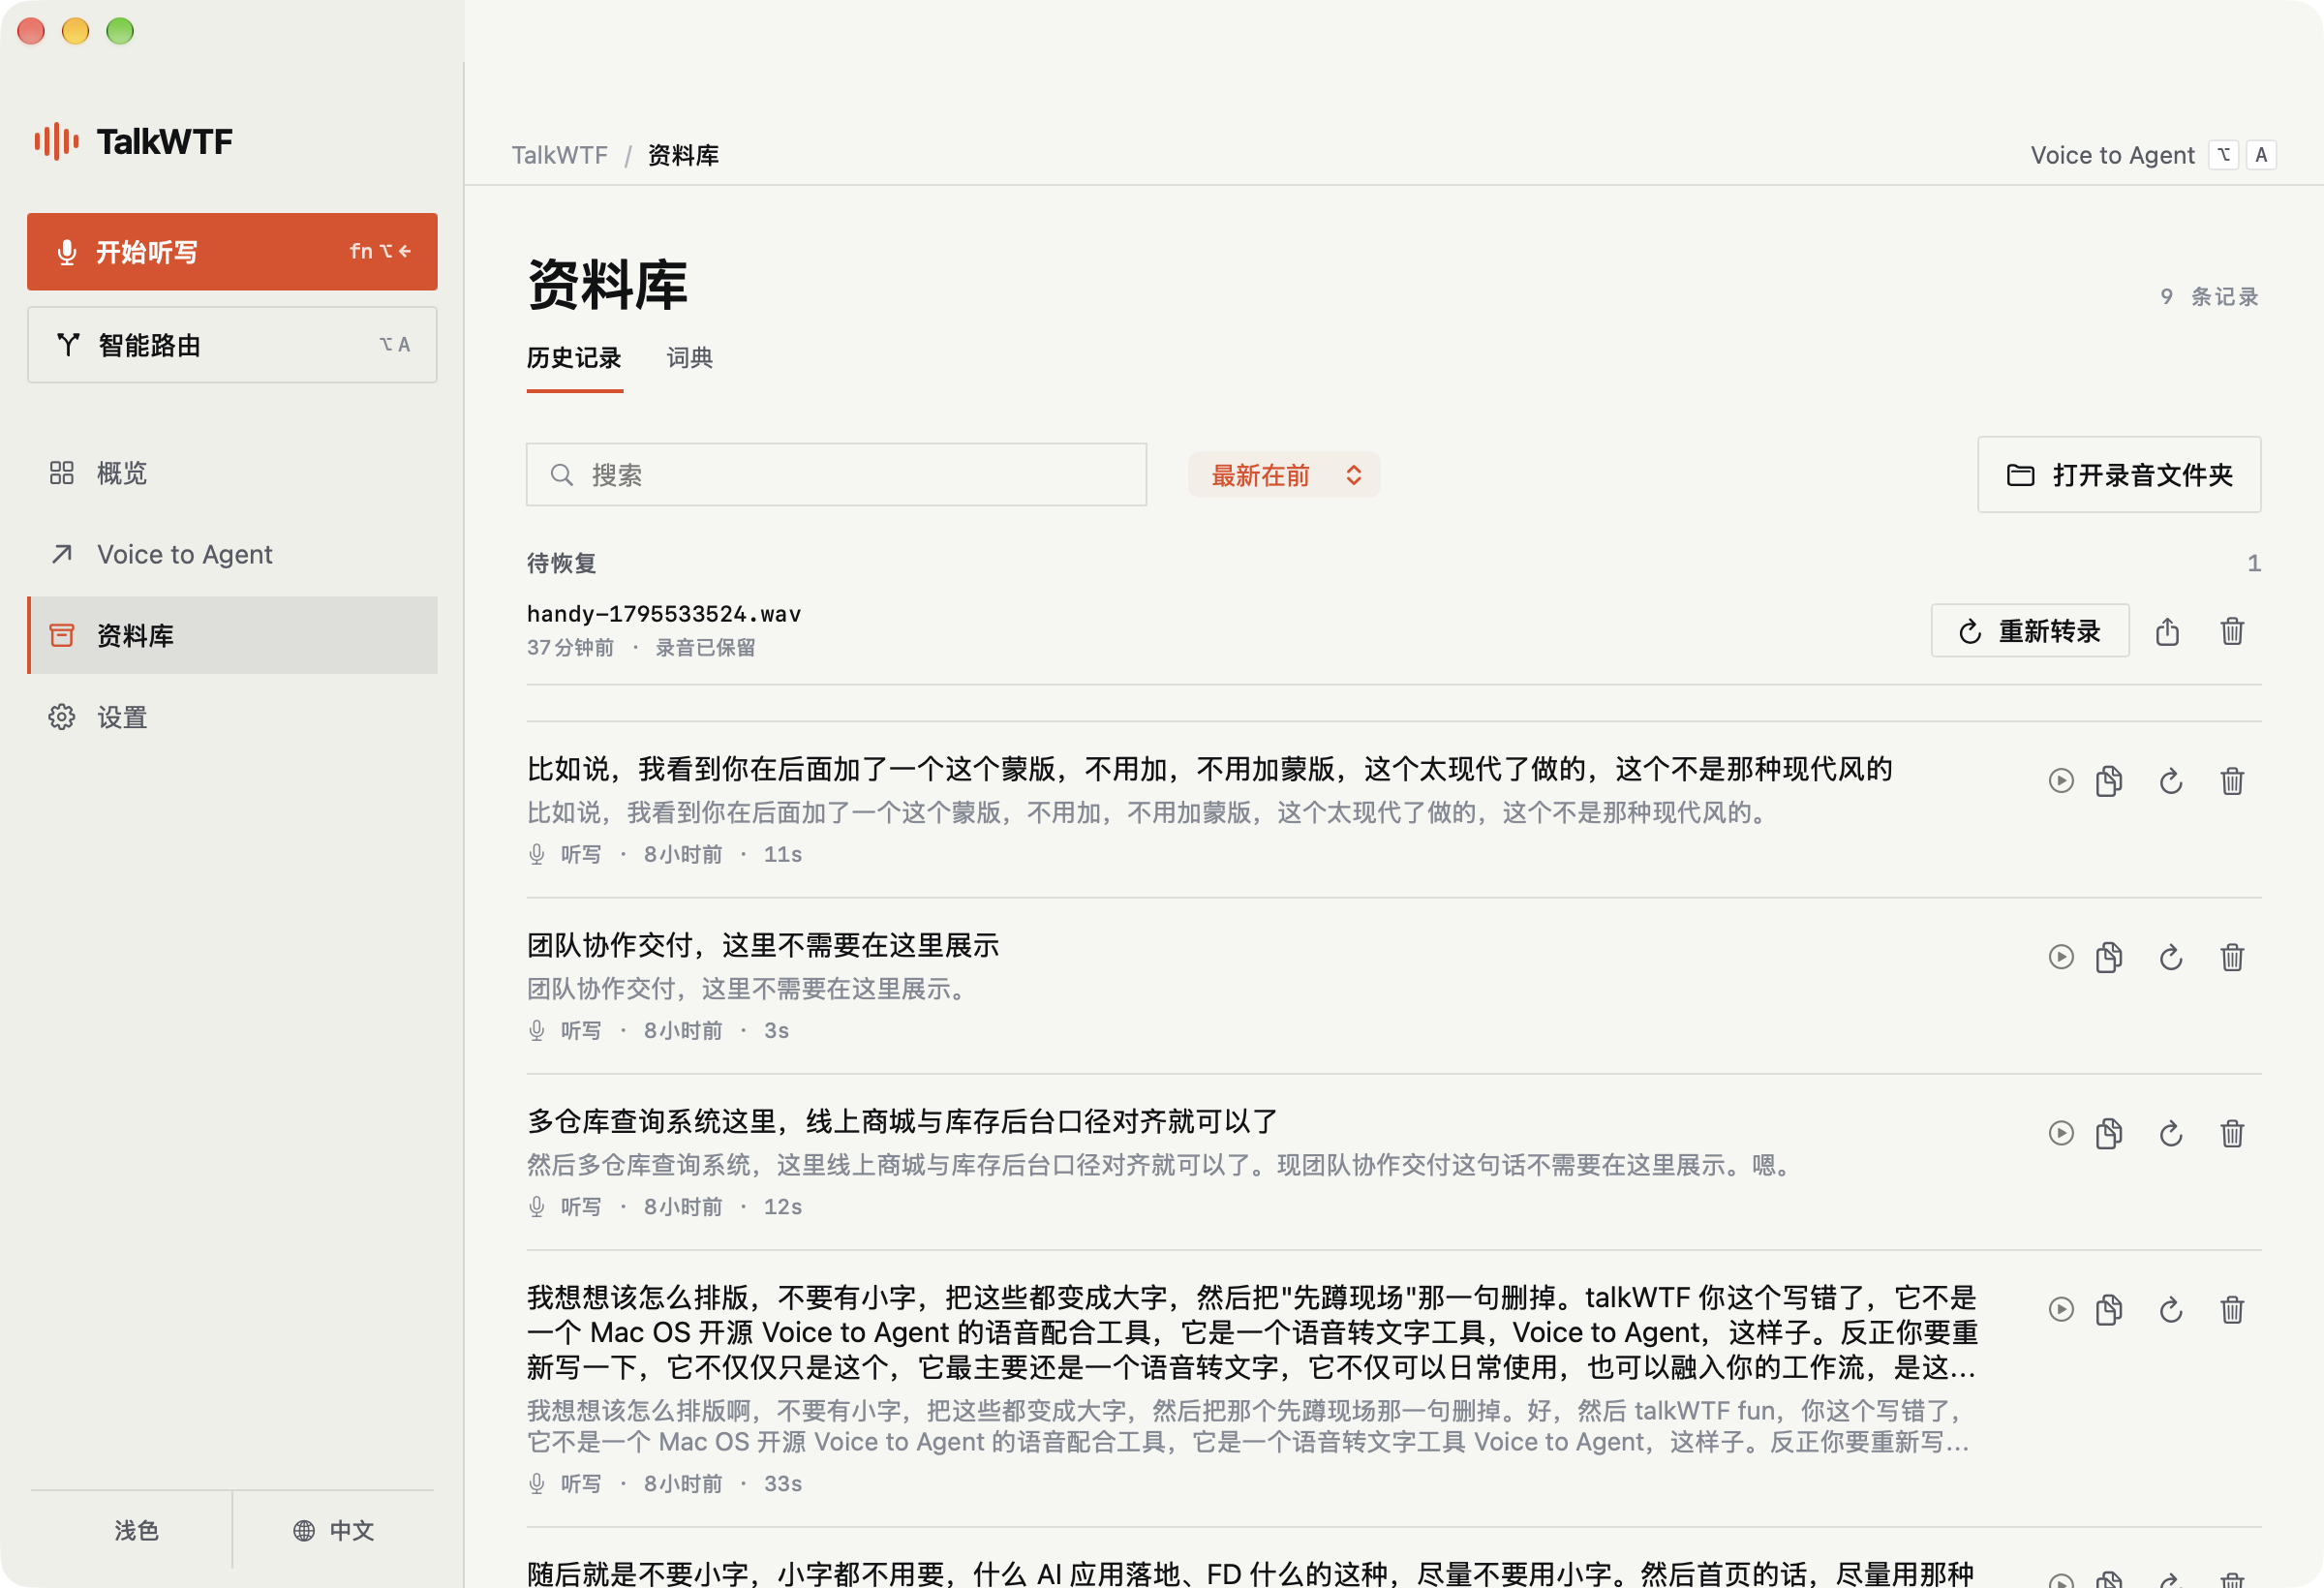 TalkWTF
开始听写 fn ⌥ ←
智能路由 ⌥ A
概览
Voice to Agent
资料库
设置
浅色
中文
TalkWTF / 资料库
Voice to Agent ⌥ A
资料库
9 条记录
历史记录 词典
搜索
最新在前
打开录音文件夹
待恢复 1
handy-1795533524.wav
37分钟前 · 录音已保留
重新转录
比如说，我看到你在后面加了一个这个蒙版，不用加，不用加蒙版，这个太现代了做的，这个不是那种现代风的
比如说，我看到你在后面加了一个这个蒙版，不用加，不用加蒙版，这个太现代了做的，这个不是那种现代风的。
听写 · 8小时前 · 11s
团队协作交付，这里不需要在这里展示
团队协作交付，这里不需要在这里展示。
听写 · 8小时前 · 3s
多仓库查询系统这里，线上商城与库存后台口径对齐就可以了
然后多仓库查询系统，这里线上商城与库存后台口径对齐就可以了。现团队协作交付这句话不需要在这里展示。嗯。
听写 · 8小时前 · 12s
我想想该怎么排版，不要有小字，把这些都变成大字，然后把"先蹲现场"那一句删掉。talkWTF 你这个写错了，它不是
一个 Mac OS 开源 Voice to Agent 的语音配合工具，它是一个语音转文字工具，Voice to Agent，这样子。反正你要重
新写一下，它不仅仅只是这个，它最主要还是一个语音转文字，它不仅可以日常使用，也可以融入你的工作流，是这...
我想想该怎么排版啊，不要有小字，把这些都变成大字，然后把那个先蹲现场那一句删掉。好，然后 talkWTF fun，你这个写错了，
它不是一个 Mac OS 开源 Voice to Agent 的语音配合工具，它是一个语音转文字工具 Voice to Agent，这样子。反正你要重新写...
听写 · 8小时前 · 33s
随后就是不要小字，小字都不用要，什么 AI 应用落地、FD 什么的这种，尽量不要用小字。然后首页的话，尽量用那种